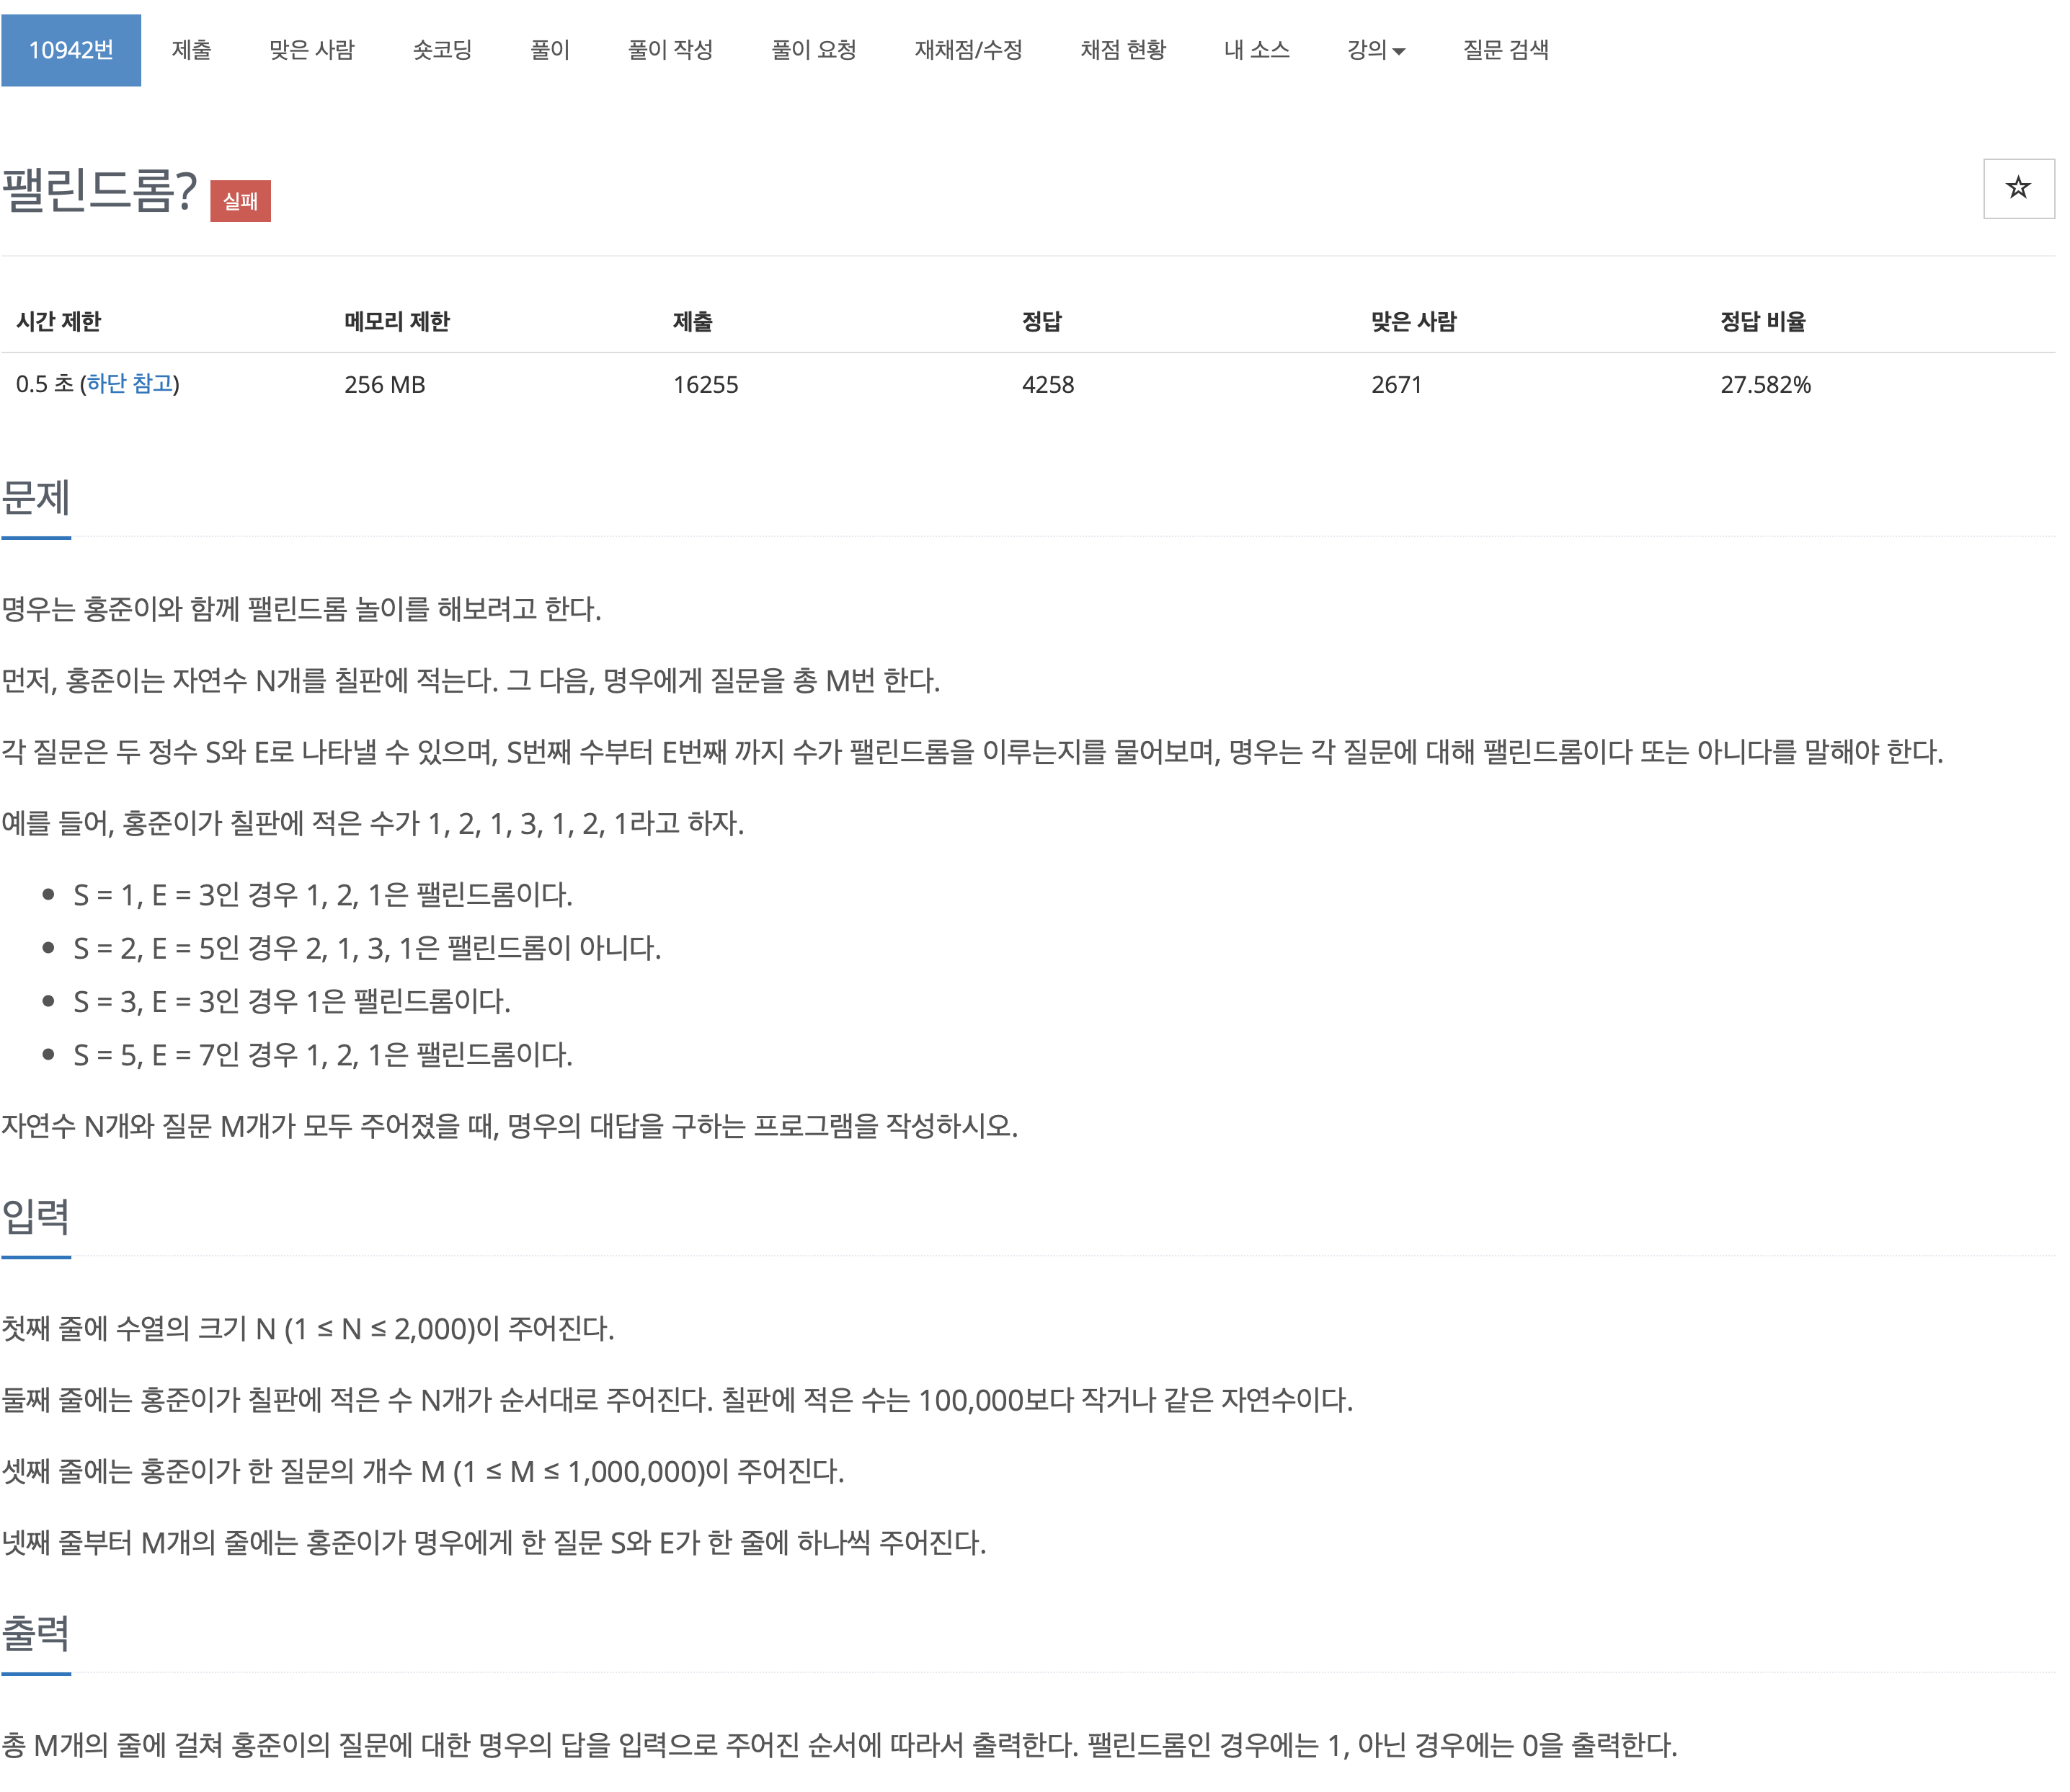 10942번 제출 맞은 사람 숏코딩 풀이 풀이 작성 풀이 요청 재채점/수정 채점 현황 내 소스 강의 질문 검색
팰린드롬? 실패
시간 제한 메모리 제한 제출 정답 맞은 사람 정답 비율
0.5 초 (하단 참고) 256 MB 16255 4258 2671 27.582%
문제
명우는 홍준이와 함께 팰린드롬 놀이를 해보려고 한다.
먼저, 홍준이는 자연수 N개를 칠판에 적는다. 그 다음, 명우에게 질문을 총 M번 한다.
각 질문은 두 정수 S와 E로 나타낼 수 있으며, S번째 수부터 E번째 까지 수가 팰린드롬을 이루는지를 물어보며, 명우는 각 질문에 대해 팰린드롬이다 또는 아니다를 말해야 한다.
예를 들어, 홍준이가 칠판에 적은 수가 1, 2, 1, 3, 1, 2, 1라고 하자.
• S = 1, E = 3인 경우 1, 2, 1은 팰린드롬이다.
• S = 2, E = 5인 경우 2, 1, 3, 1은 팰린드롬이 아니다.
• S = 3, E = 3인 경우 1은 팰린드롬이다.
• S = 5, E = 7인 경우 1, 2, 1은 팰린드롬이다.
자연수 N개와 질문 M개가 모두 주어졌을 때, 명우의 대답을 구하는 프로그램을 작성하시오.
입력
첫째 줄에 수열의 크기 N (1 ≤ N ≤ 2,000)이 주어진다.
둘째 줄에는 홍준이가 칠판에 적은 수 N개가 순서대로 주어진다. 칠판에 적은 수는 100,000보다 작거나 같은 자연수이다.
셋째 줄에는 홍준이가 한 질문의 개수 M (1 ≤ M ≤ 1,000,000)이 주어진다.
넷째 줄부터 M개의 줄에는 홍준이가 명우에게 한 질문 S와 E가 한 줄에 하나씩 주어진다.
출력
총 M개의 줄에 걸쳐 홍준이의 질문에 대한 명우의 답을 입력으로 주어진 순서에 따라서 출력한다. 팰린드롬인 경우에는 1, 아닌 경우에는 0을 출력한다.